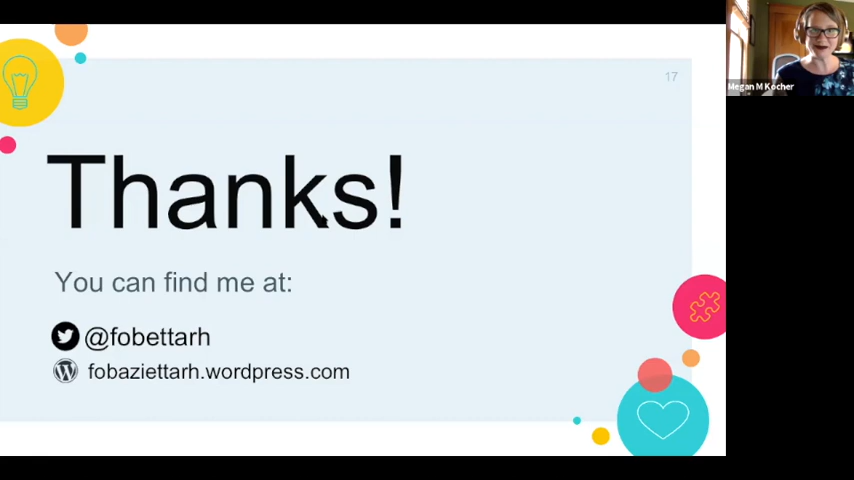 17
Megan M Kocher
Thanks!
You can find me at:
@fobettarh
fobaziettarh.wordpress.com